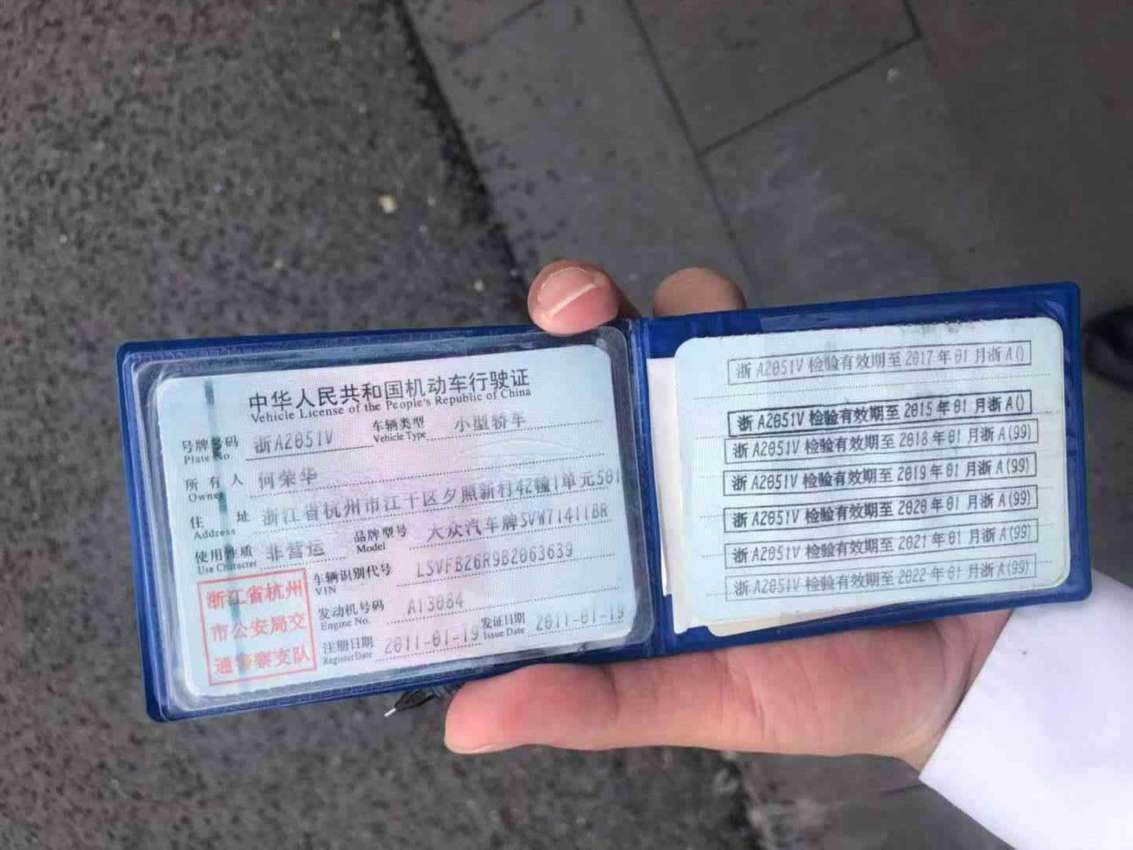 中华人民共和国机动车行驶证
Vehicle License of the People's Republic of China
号牌号码 浙A2051V 车辆类型 小型轿车
Plate No Vehicle Type
所有人 何荣华
Owner
住址 浙江省杭州市江干区夕照新村42幢1单元501
Address
使用性质 非营运 品牌型号 大众汽车牌SVW71411BR
Use Character Model
浙江省杭州
市公安局交
通警察支队
车辆识别代号 LSVFB26R9B2063639
VIN
发动机号码 A13084
Engine No.
注册日期 2011-01-19 发证日期 2011-01-19
Register Date Issue Date
浙A2051V检验有效期至2017年01月浙A()
浙A2051V检验有效期至2015年01月浙A()
浙A2051V检验有效期至2018年01月浙A(99)
浙A2051V检验有效期至2019年01月浙A(99)
浙A2051V检验有效期至2020年01月浙A(99)
浙A2051V检验有效期至2021年01月浙A(99)
浙A2051V检验有效期至2022年01月浙A(99)